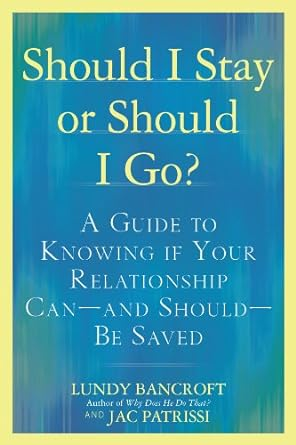 Should I Stay
or Should
I Go?
A Guide to
Knowing if Your
Relationship
Can—and Should—
Be Saved
LUNDY BANCROFT
Author of Why Does He Do That?
AND JAC PATRISSI